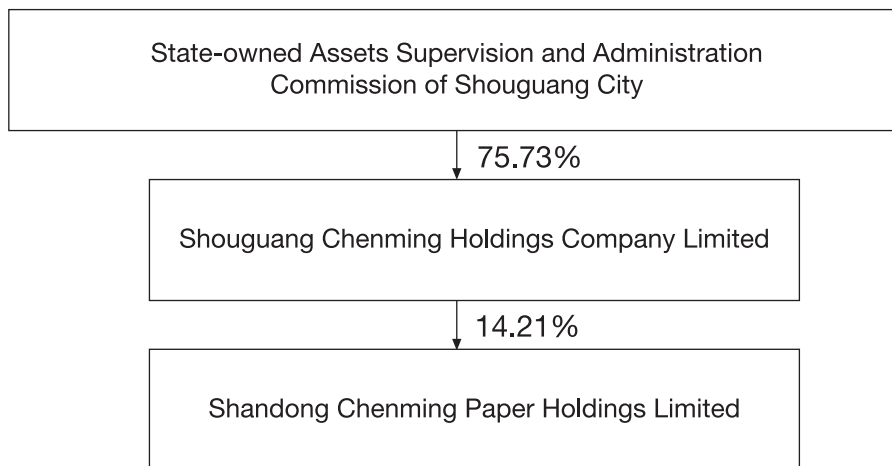 State-owned Assets Supervision and Administration
Commission of Shouguang City
75.73%
Shouguang Chenming Holdings Company Limited
14.21%
Shandong Chenming Paper Holdings Limited